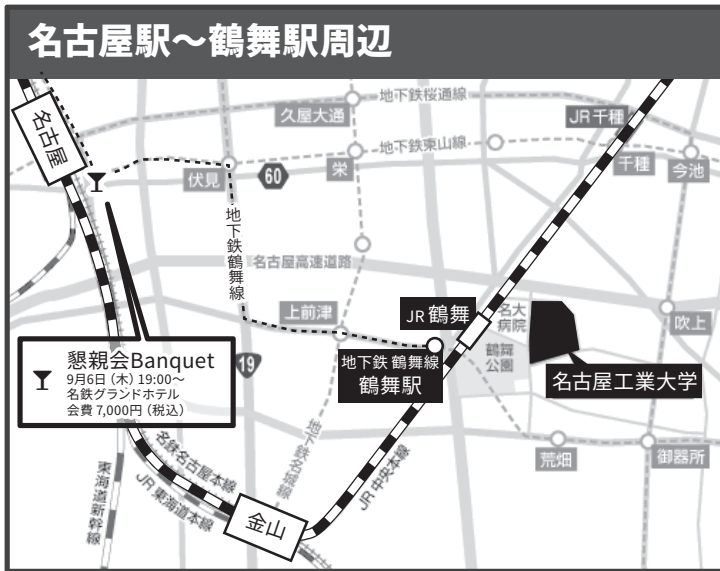 名古屋駅～鶴舞駅周辺
名古屋
地下鉄桜通線
久屋大通
JR千種
地下鉄東山線
伏見
60
栄
千種
今池
地下鉄鶴舞線
名古屋高速道路
上前津
JR 鶴舞
名大
病院
吹上
懇親会Banquet
9月6日（木）19:00～
名鉄グランドホテル
会費 7,000円（税込）
19
地下鉄 鶴舞線
鶴舞駅
鶴舞
公園
名古屋工業大学
名鉄名古屋本線
JR 東海道本線
東海道新幹線
地下鉄名城線
JR 中央本線
荒畑
御器所
金山